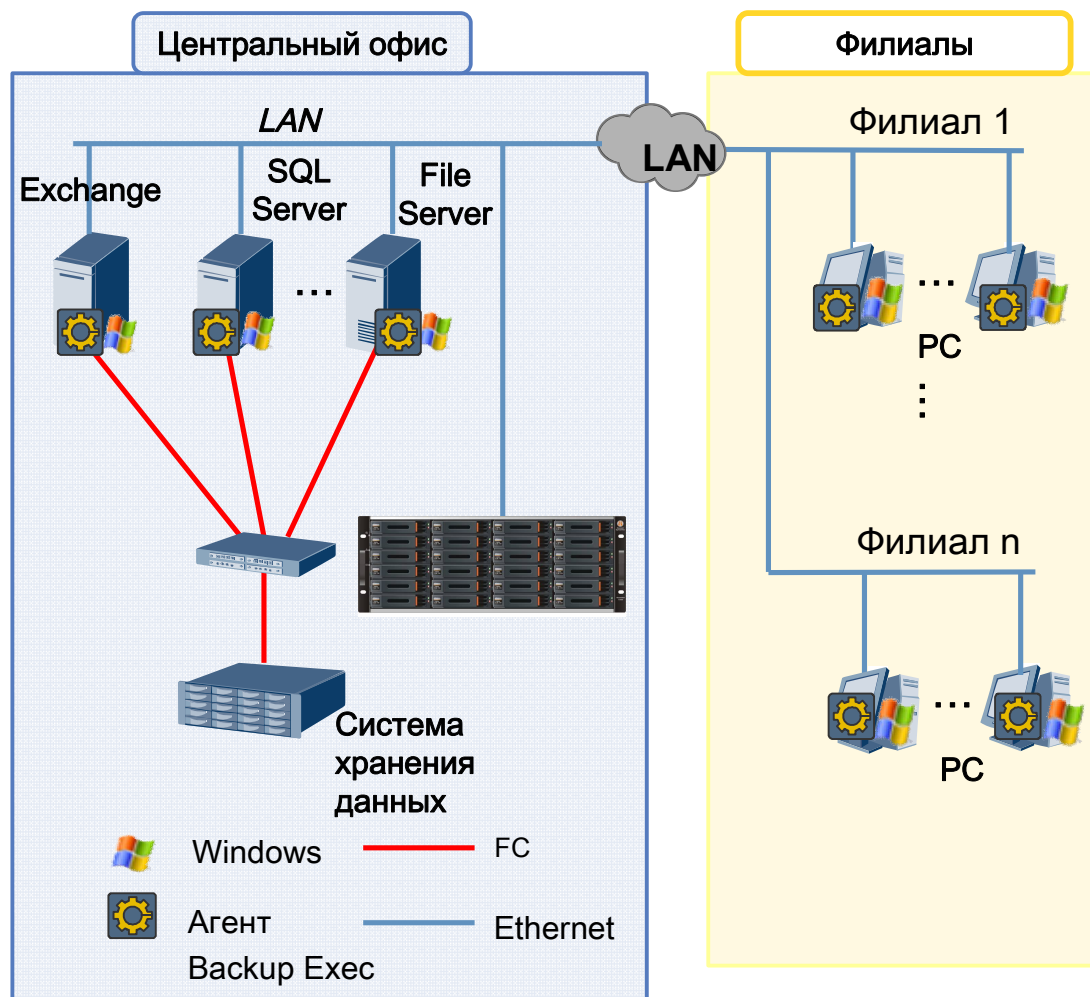 Центральный офис
Филиалы
LAN
LAN
Филиал 1
Exchange
SQL
Server
File
Server
...
...
PC
...
Филиал n
...
PC
Система
хранения
данных
Windows
FC
Агент
Backup Exec
Ethernet